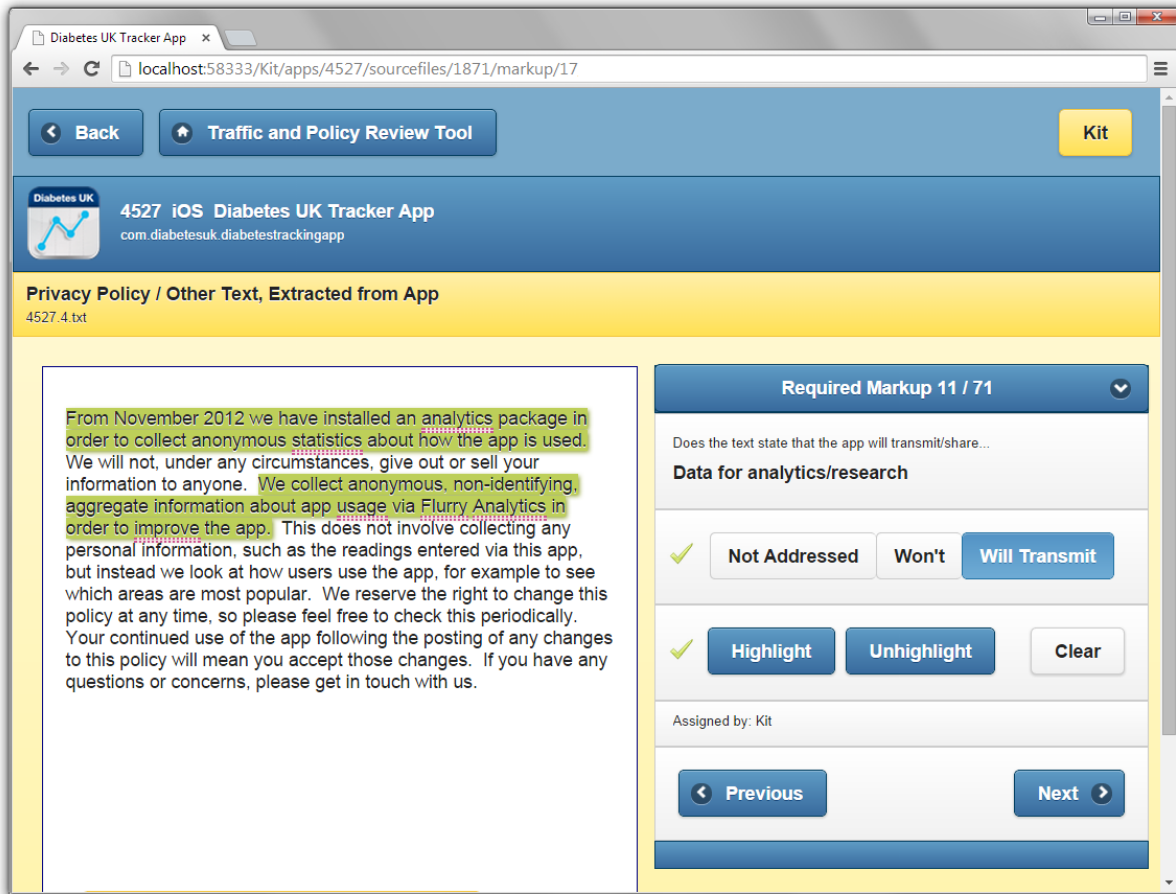 Diabetes UK Tracker App
localhost:58333/Kit/apps/4527/sourcefiles/1871/markup/17
Back
Traffic and Policy Review Tool
Kit
Diabetes UK
4527 iOS Diabetes UK Tracker App
com.diabetesuk.diabetestrackingapp
Privacy Policy / Other Text, Extracted from App
4527.4.txt
From November 2012 we have installed an analytics package in
order to collect anonymous statistics about how the app is used.
We will not, under any circumstances, give out or sell your
information to anyone. We collect anonymous, non-identifying,
aggregate information about app usage via Flurry Analytics in
order to improve the app. This does not involve collecting any
personal information, such as the readings entered via this app,
but instead we look at how users use the app, for example to see
which areas are most popular. We reserve the right to change this
policy at any time, so please feel free to check this periodically.
Your continued use of the app following the posting of any changes
to this policy will mean you accept those changes. If you have any
questions or concerns, please get in touch with us.
Required Markup 11 / 71
Does the text state that the app will transmit/share...
Data for analytics/research
Not Addressed
Won't
Will Transmit
Highlight
Unhighlight
Clear
Assigned by: Kit
Previous
Next